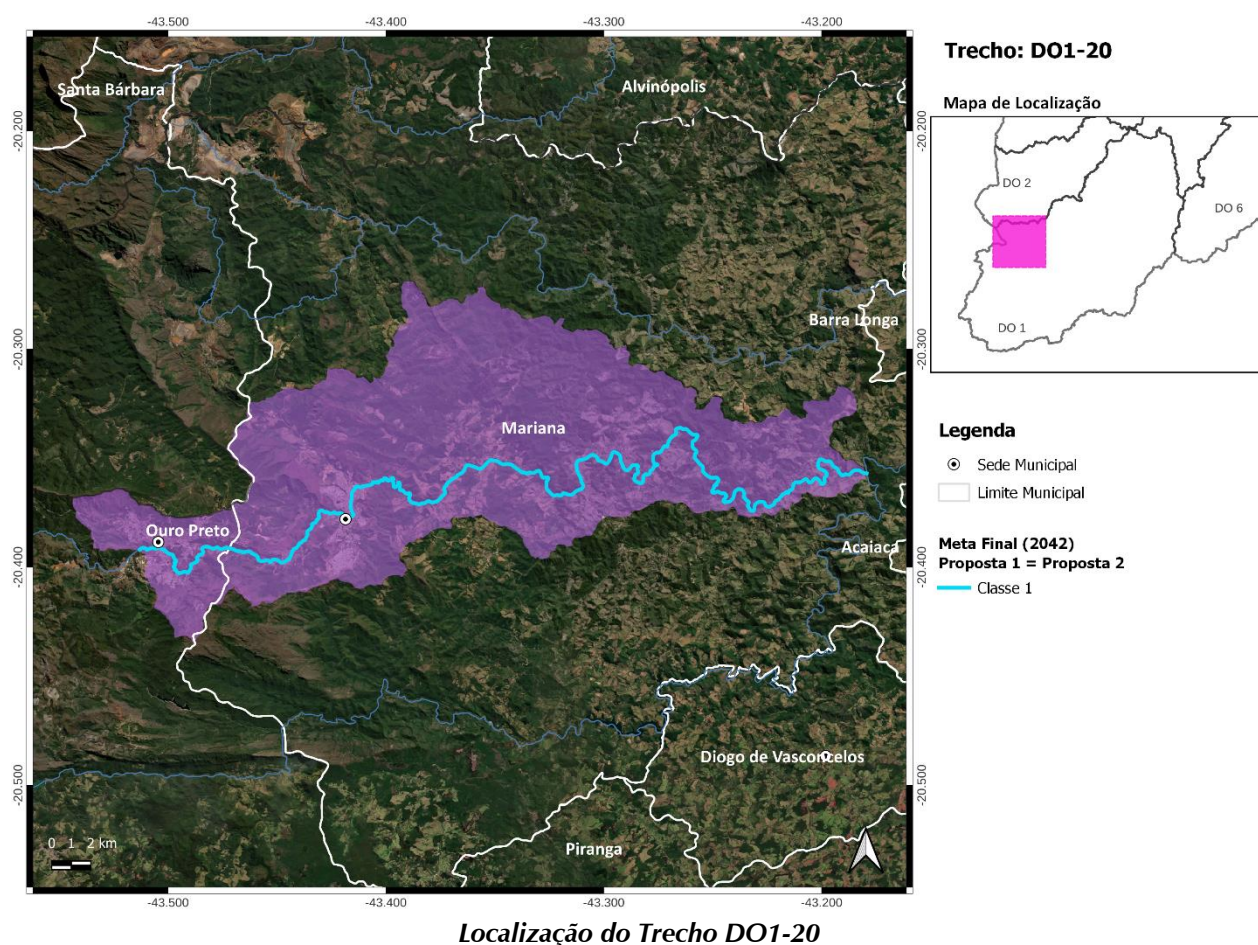 -43.500
-43.400
-43.300
-43.200
Trecho: DO1-20
Santa Bárbara
Alvinópolis
Mapa de Localização
-20.200
-20.200
DO 2
DO 6
DO 1
Barra Longa
-20.300
-20.300
Legenda
Mariana
Sede Municipal
Limite Municipal
Ouro Preto
Meta Final (2042)
Proposta 1 = Proposta 2
Acaiaca
Classe 1
-20.400
-20.400
Diogo de Vasconcelos
-20.500
-20.500
0 1 2 km
Piranga
-43.500
-43.400
-43.300
-43.200
Localização do Trecho DO1-20